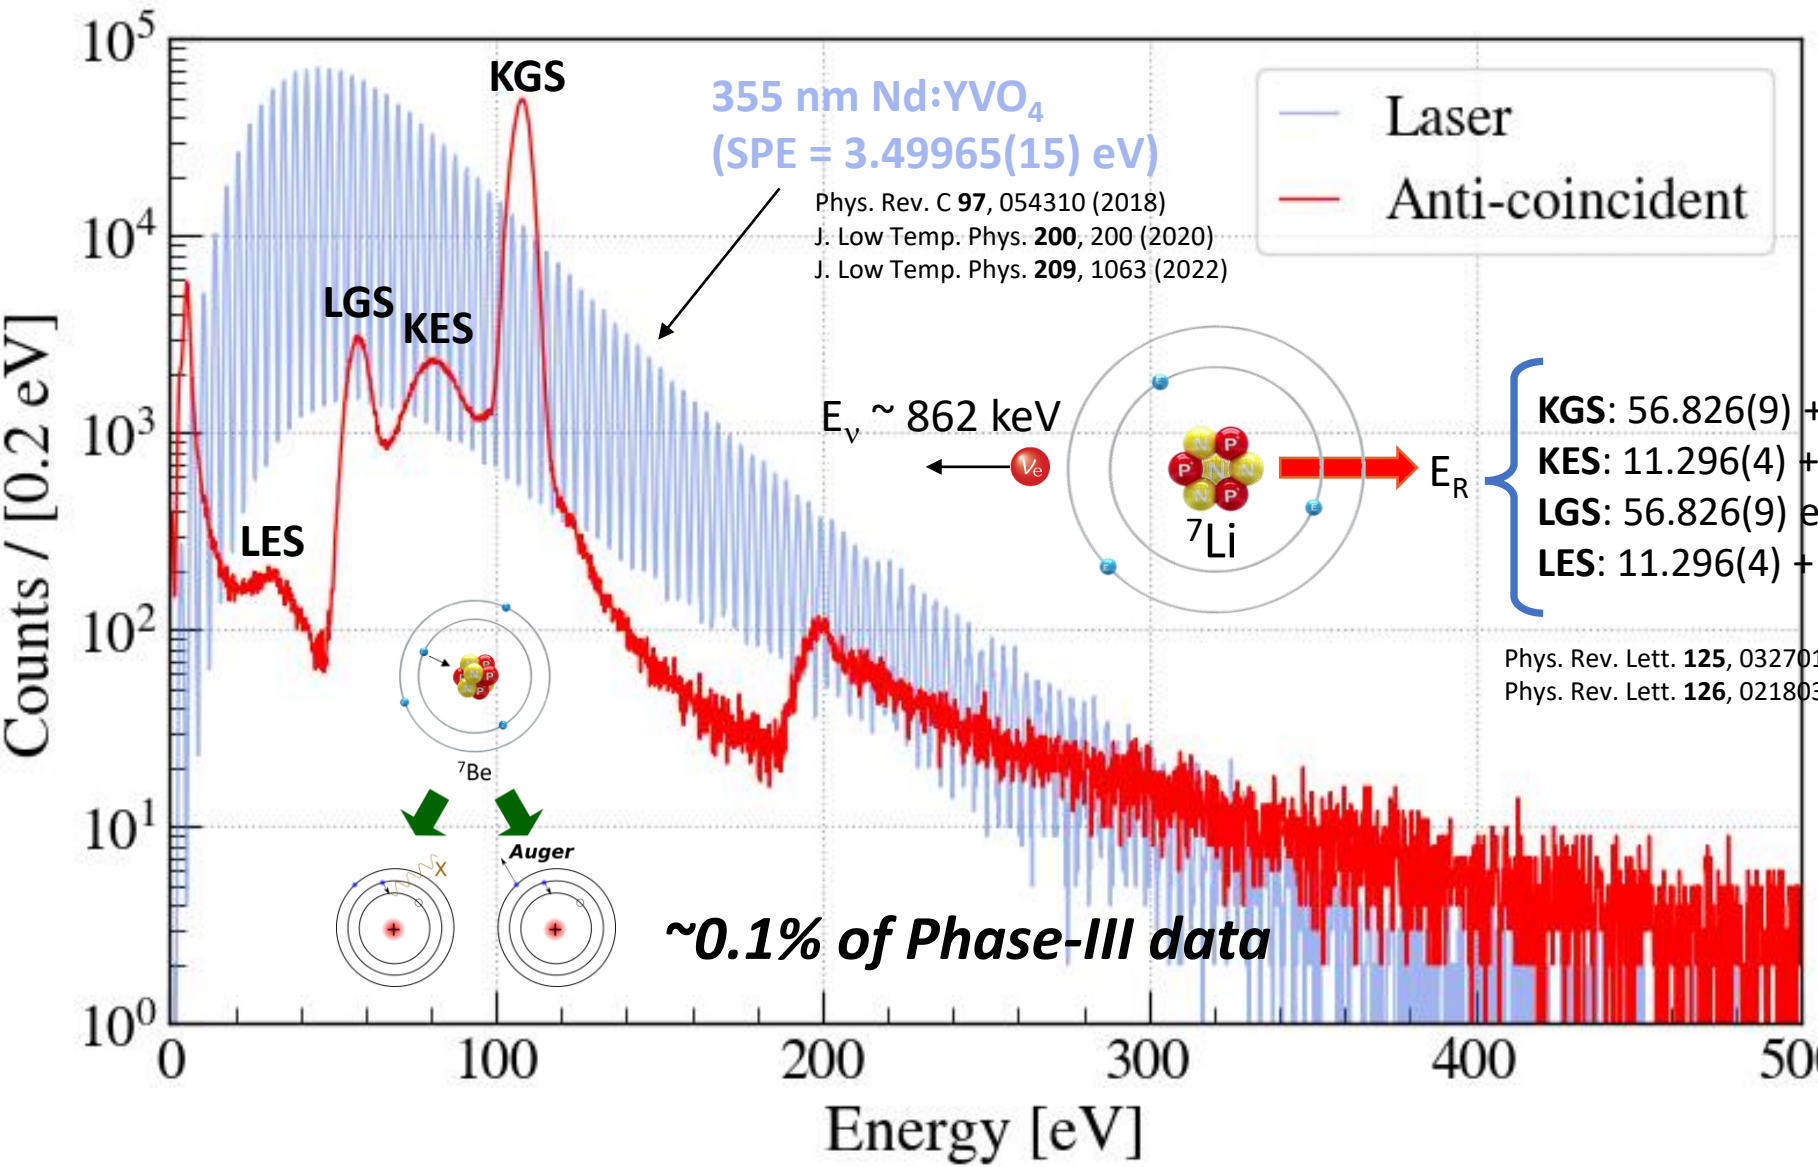 10⁵
10⁴
10³
10²
10¹
10⁰
Counts / [0.2 eV]
0
100
200
300
400
Energy [eV]
KGS
LGS
KES
LES
355 nm Nd:YVO₄
(SPE = 3.49965(15) eV)
Phys. Rev. C 97, 054310 (2018)
J. Low Temp. Phys. 200, 200 (2020)
J. Low Temp. Phys. 209, 1063 (2022)
Laser
Anti-coincident
Eᵥ ~ 862 keV
νe
N P
P N N
N P
⁷Li
E_R
KGS: 56.826(9) +
KES: 11.296(4) +
LGS: 56.826(9) e
LES: 11.296(4) +
Phys. Rev. Lett. 125, 032701
Phys. Rev. Lett. 126, 021803
⁷Be
X
Auger
+
+
~0.1% of Phase-III data